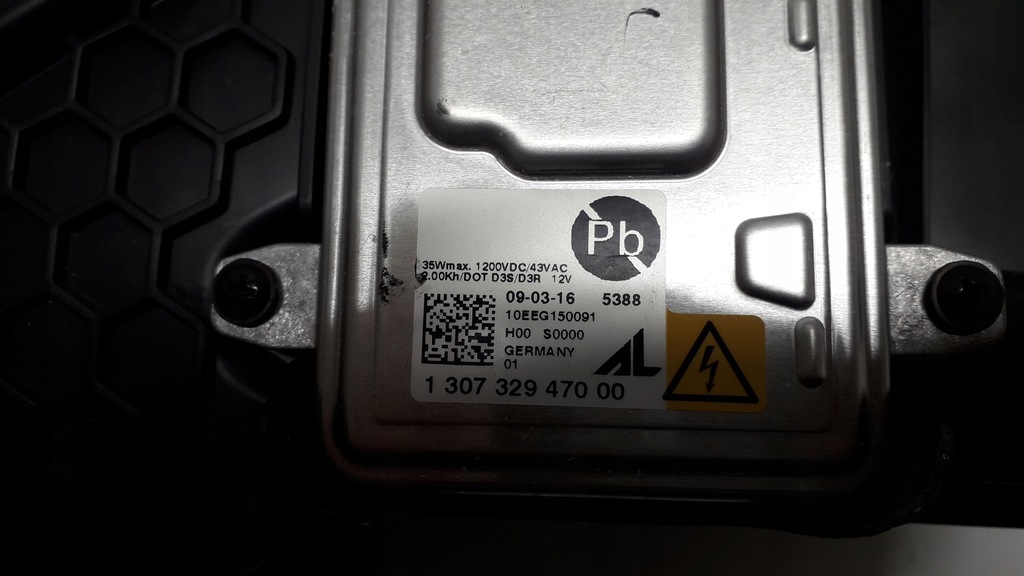 Pb
35Wmax. 1200VDC/43VAC
2.00Kh/DOT D3S/D3R 12V
09-03-16 5388
10EEG150091
H00 S0000
GERMANY
01
AL
1 307 329 470 00